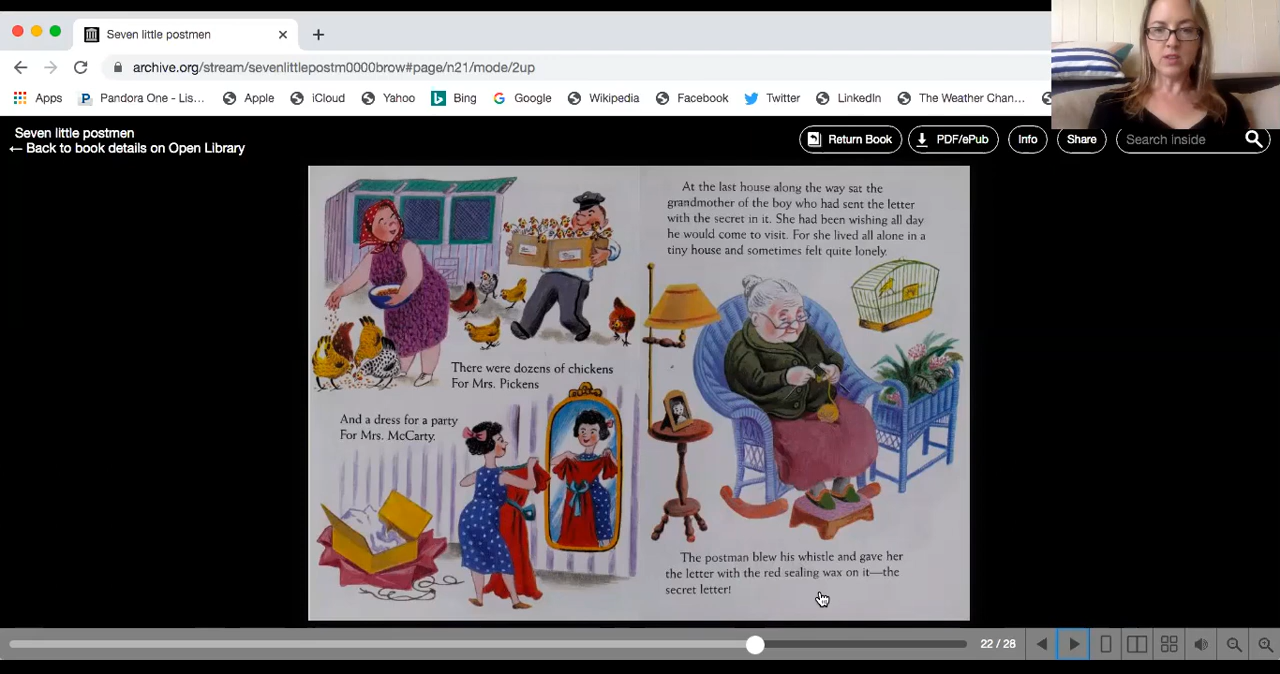 Seven little postmen
archive.org/stream/sevenlittlepostm0000brow#page/n21/mode/2up
Apps
Pandora One - Lis...
Apple
iCloud
Yahoo
Bing
Google
Wikipedia
Facebook
Twitter
LinkedIn
The Weather Chan...
Seven little postmen
← Back to book details on Open Library
Return Book
PDF/ePub
Info
Share
Search inside
There were dozens of chickens
For Mrs. Pickens
And a dress for a party
For Mrs. McCarty.
At the last house along the way sat the
grandmother of the boy who had sent the letter
with the secret in it. She had been wishing all day
he would come to visit. For she lived all alone in a
tiny house and sometimes felt quite lonely.
The postman blew his whistle and gave her
the letter with the red sealing wax on it—the
secret letter!
22 / 28